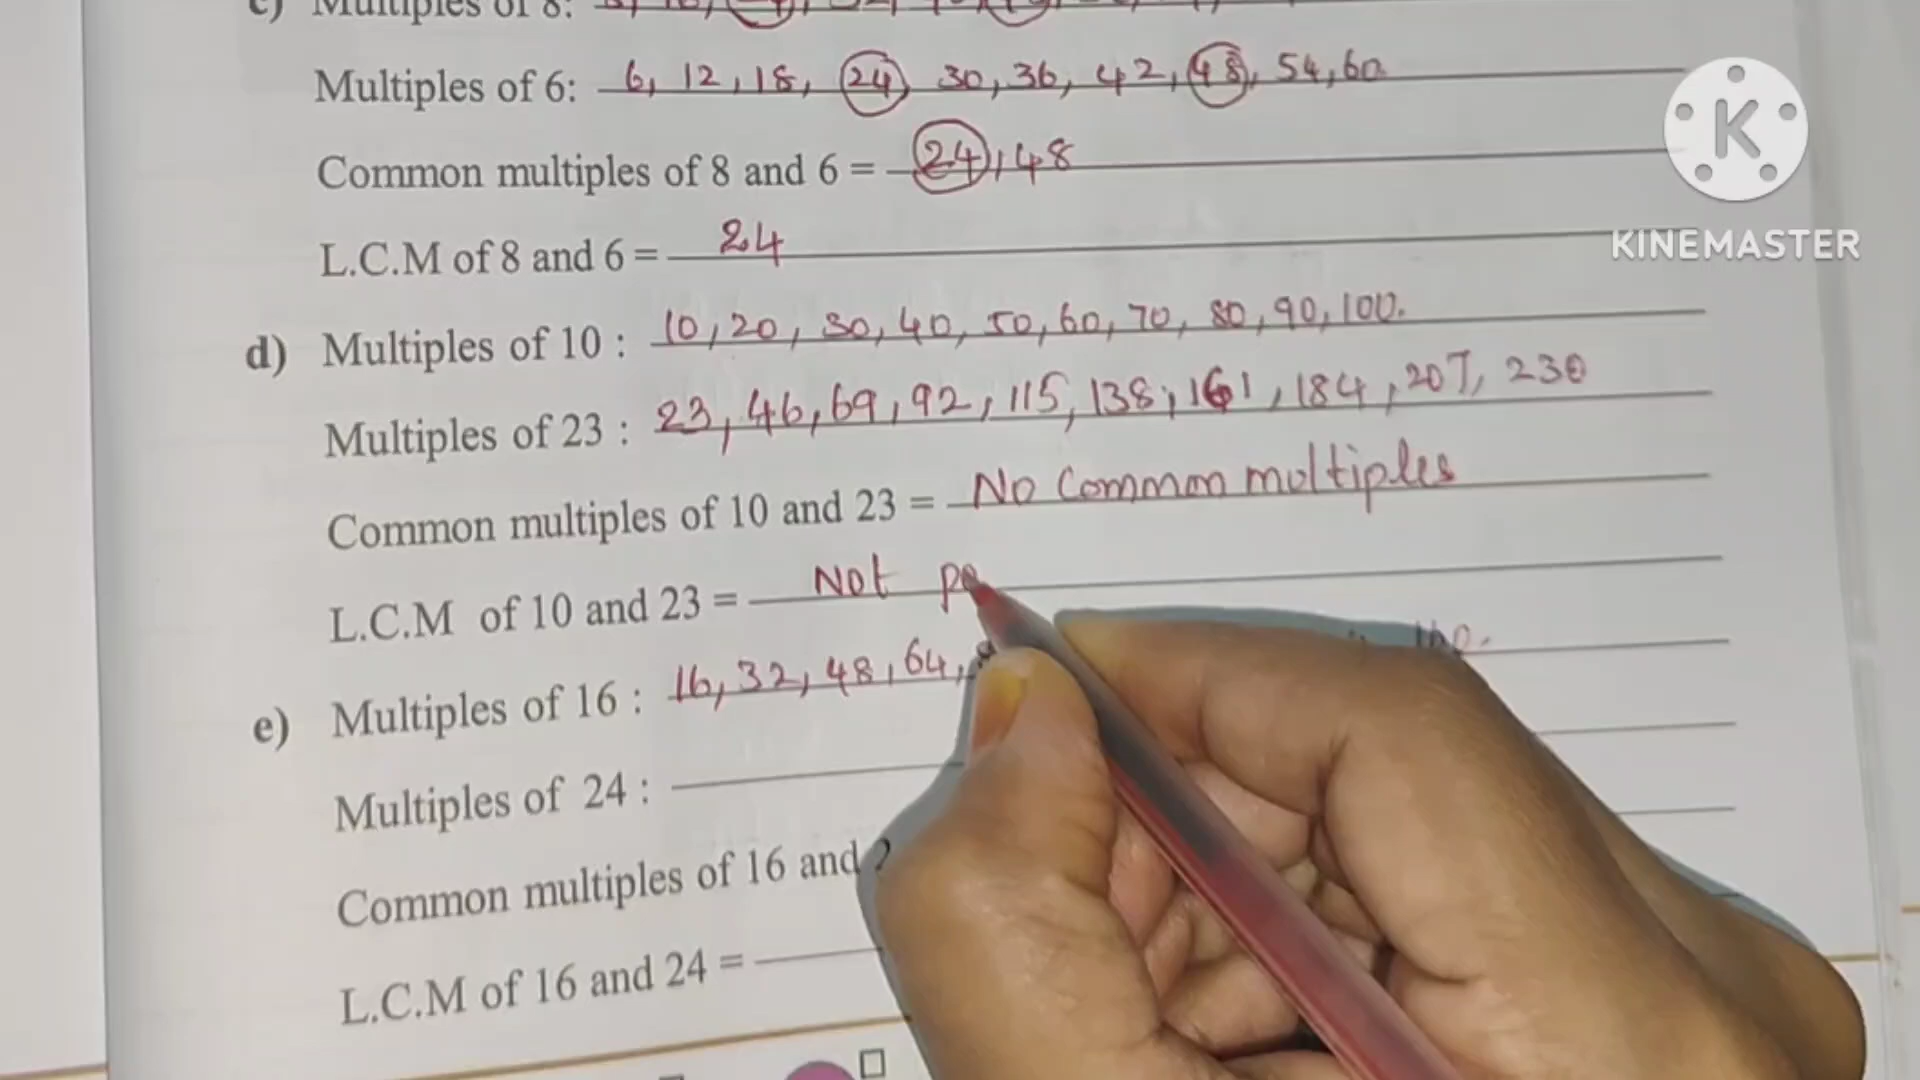 c) Multiples of 8:
Multiples of 6: 6, 12, 18, 24, 30, 36, 42, 48, 54, 60
Common multiples of 8 and 6 = 24, 48
L.C.M of 8 and 6 = 24
d) Multiples of 10 : 10, 20, 30, 40, 50, 60, 70, 80, 90, 100.
Multiples of 23 : 23, 46, 69, 92, 115, 138, 161, 184, 207, 230
Common multiples of 10 and 23 = No Common multiples
L.C.M of 10 and 23 = Not po
e) Multiples of 16 : 16, 32, 48, 64,
Multiples of 24 :
Common multiples of 16 and
L.C.M of 16 and 24 =
K
KINEMASTER